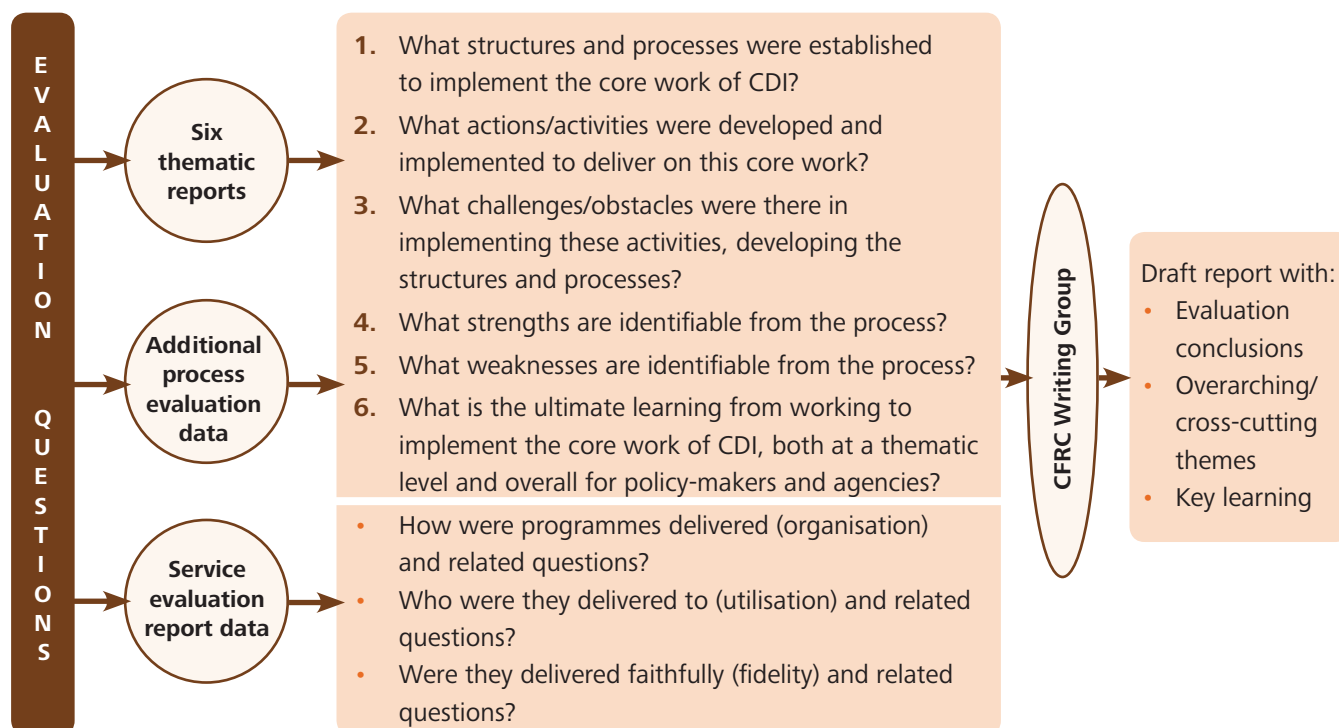 EVALUATION QUESTIONS
Six
thematic
reports
Additional
process
evaluation
data
Service
evaluation
report data
1. What structures and processes were established
to implement the core work of CDI?
2. What actions/activities were developed and
implemented to deliver on this core work?
3. What challenges/obstacles were there in
implementing these activities, developing the
structures and processes?
4. What strengths are identifiable from the process?
5. What weaknesses are identifiable from the process?
6. What is the ultimate learning from working to
implement the core work of CDI, both at a thematic
level and overall for policy-makers and agencies?
• How were programmes delivered (organisation)
and related questions?
• Who were they delivered to (utilisation) and related
questions?
• Were they delivered faithfully (fidelity) and related
questions?
CFRC Writing Group
Draft report with:
• Evaluation
conclusions
• Overarching/
cross-cutting
themes
• Key learning